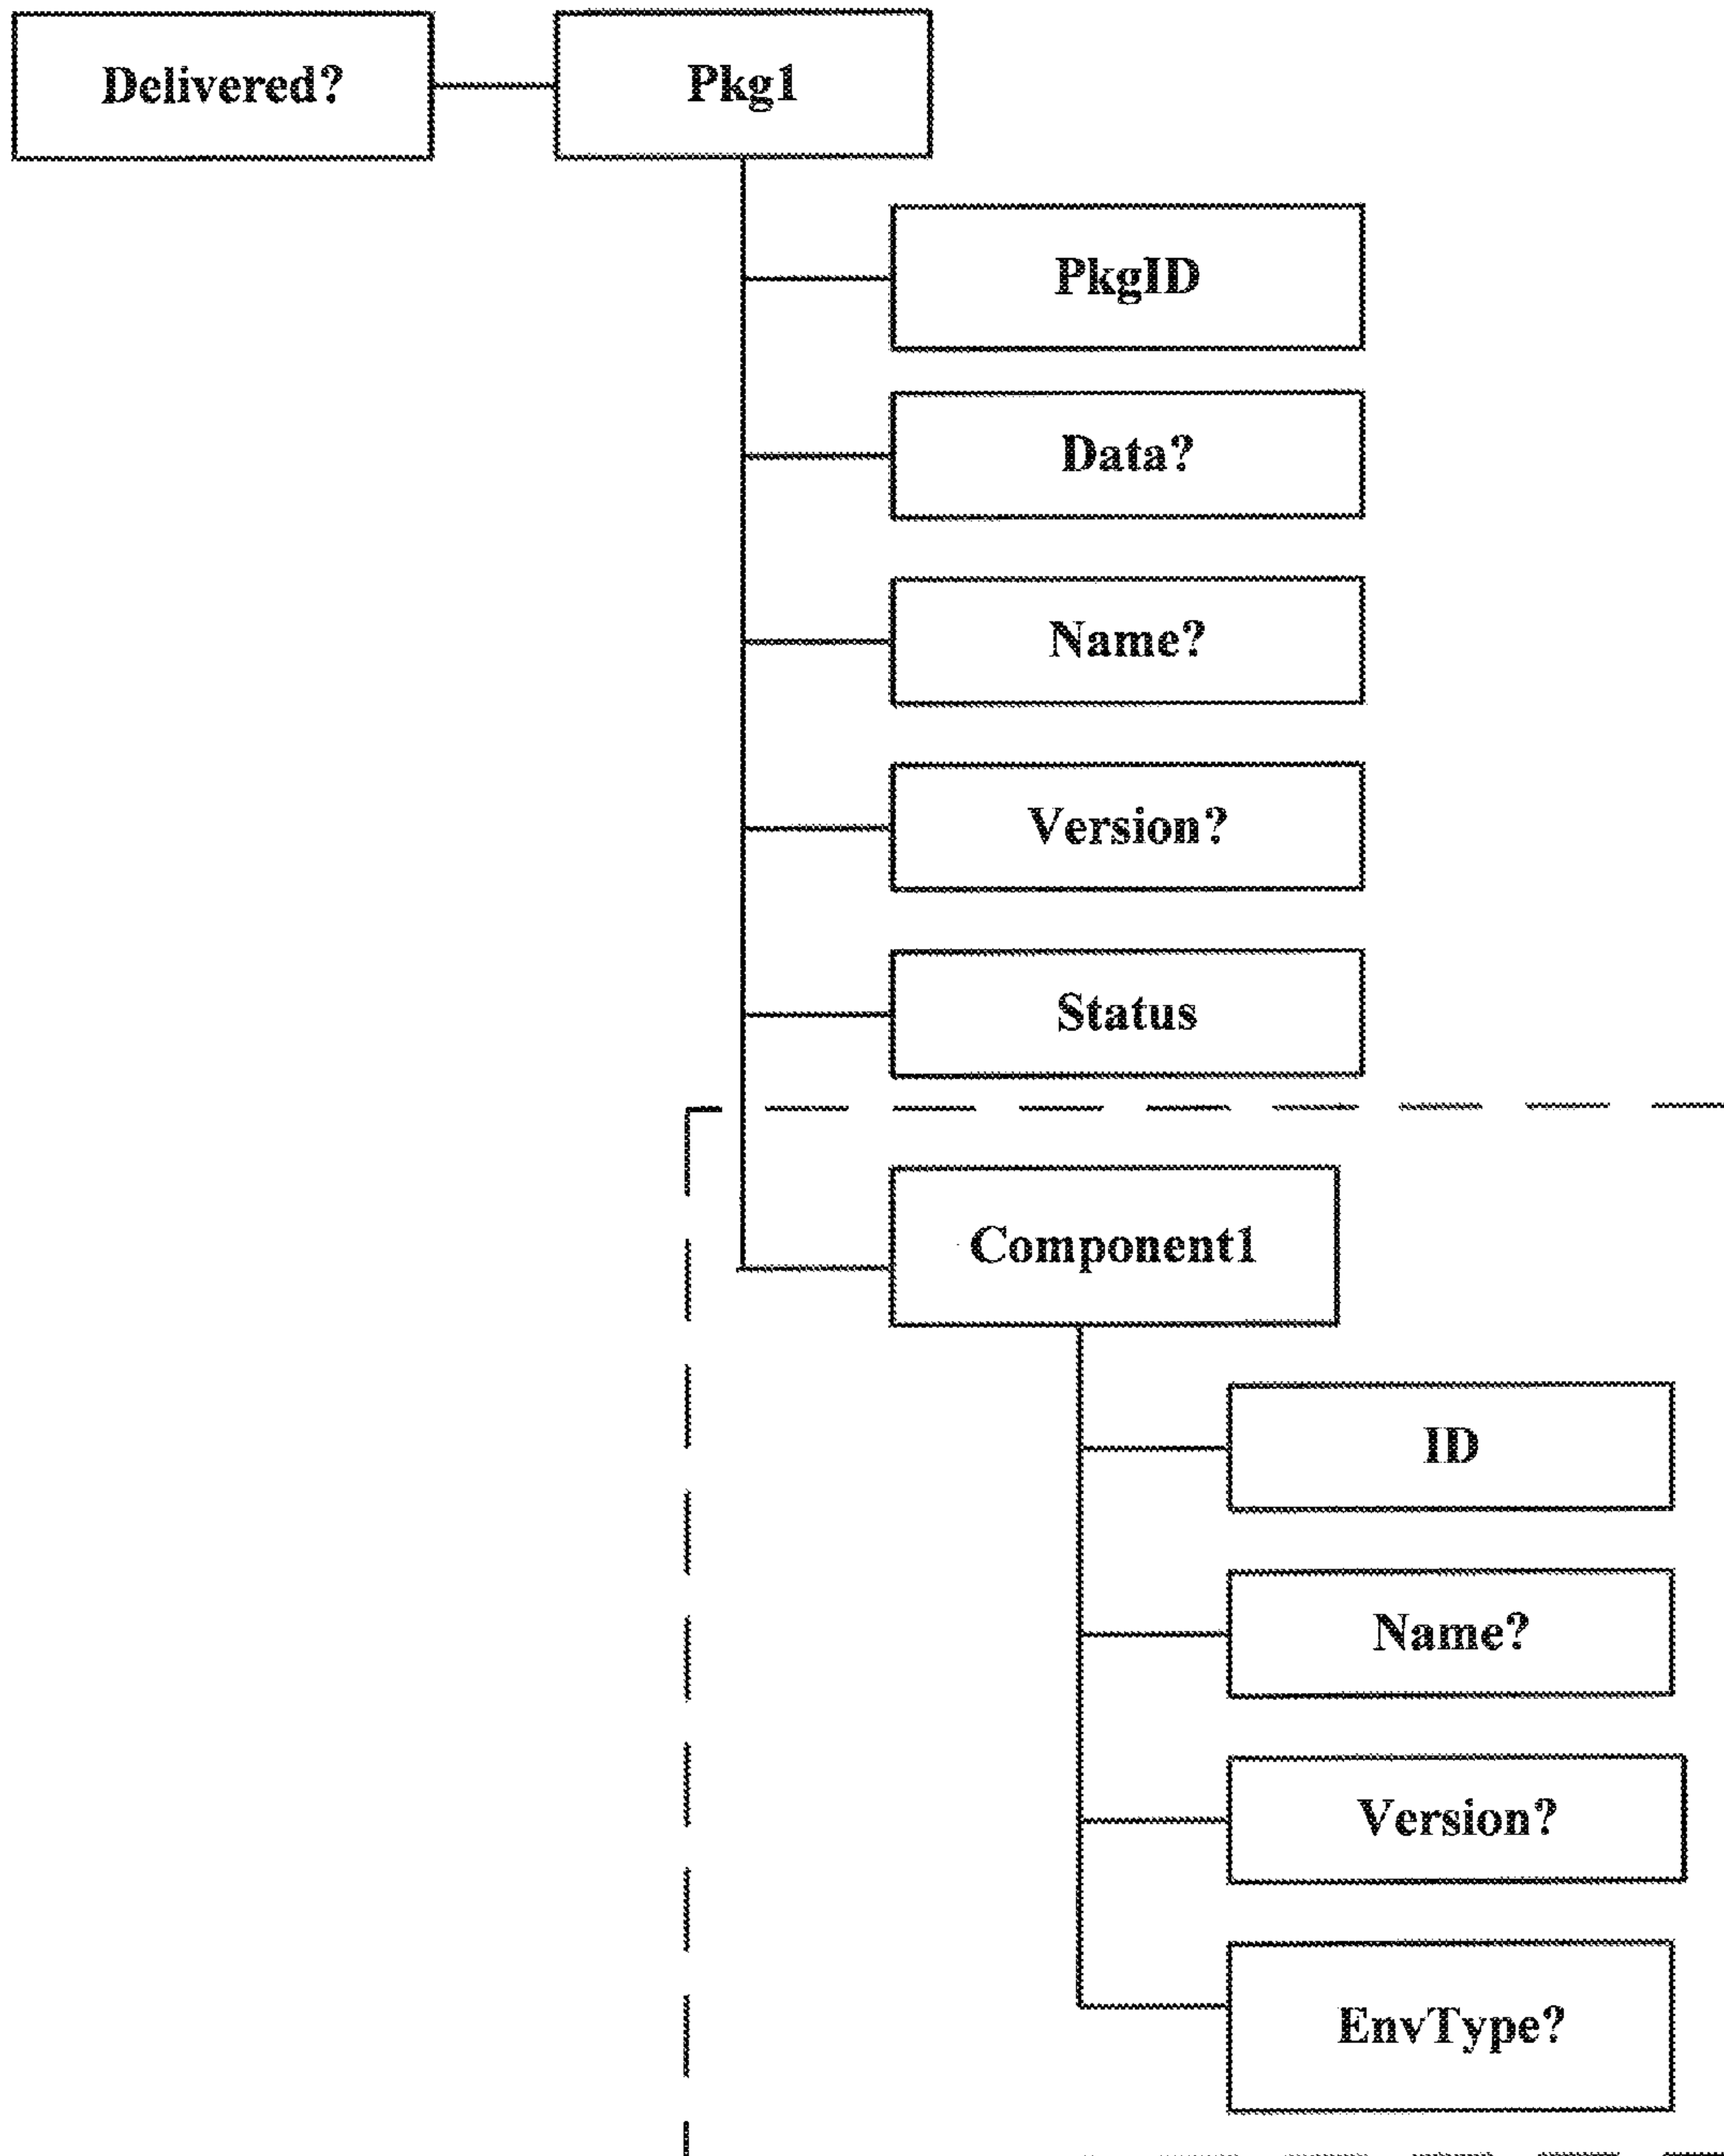 Delivered?
Pkg1
PkgID
Data?
Name?
Version?
Status
Component1
ID
Name?
Version?
EnvType?